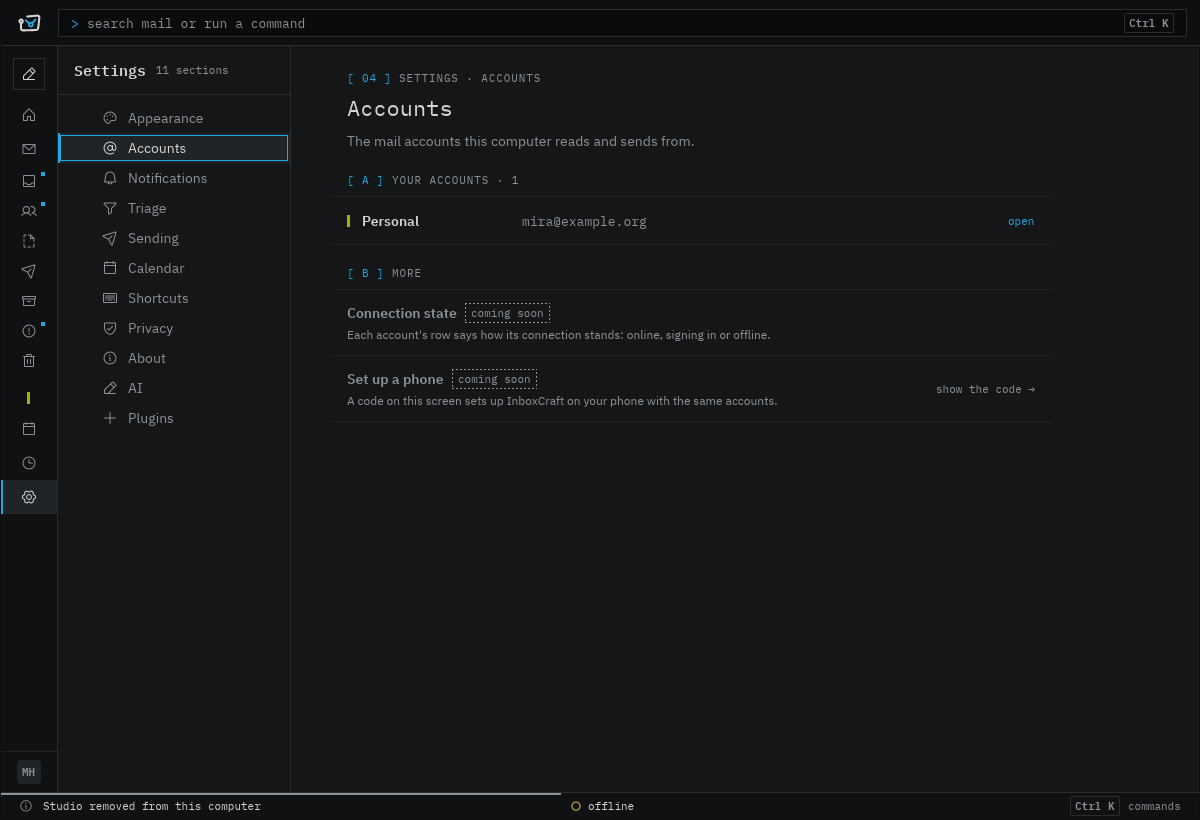 > search mail or run a command
Ctrl K
Settings 11 sections
Appearance
Accounts
Notifications
Triage
Sending
Calendar
Shortcuts
Privacy
About
AI
Plugins
[ 04 ] SETTINGS · ACCOUNTS
Accounts
The mail accounts this computer reads and sends from.
[ A ] YOUR ACCOUNTS · 1
Personal mira@example.org open
[ B ] MORE
Connection state coming soon
Each account's row says how its connection stands: online, signing in or offline.
Set up a phone coming soon
A code on this screen sets up InboxCraft on your phone with the same accounts.
show the code →
MH
Studio removed from this computer
offline
Ctrl K commands